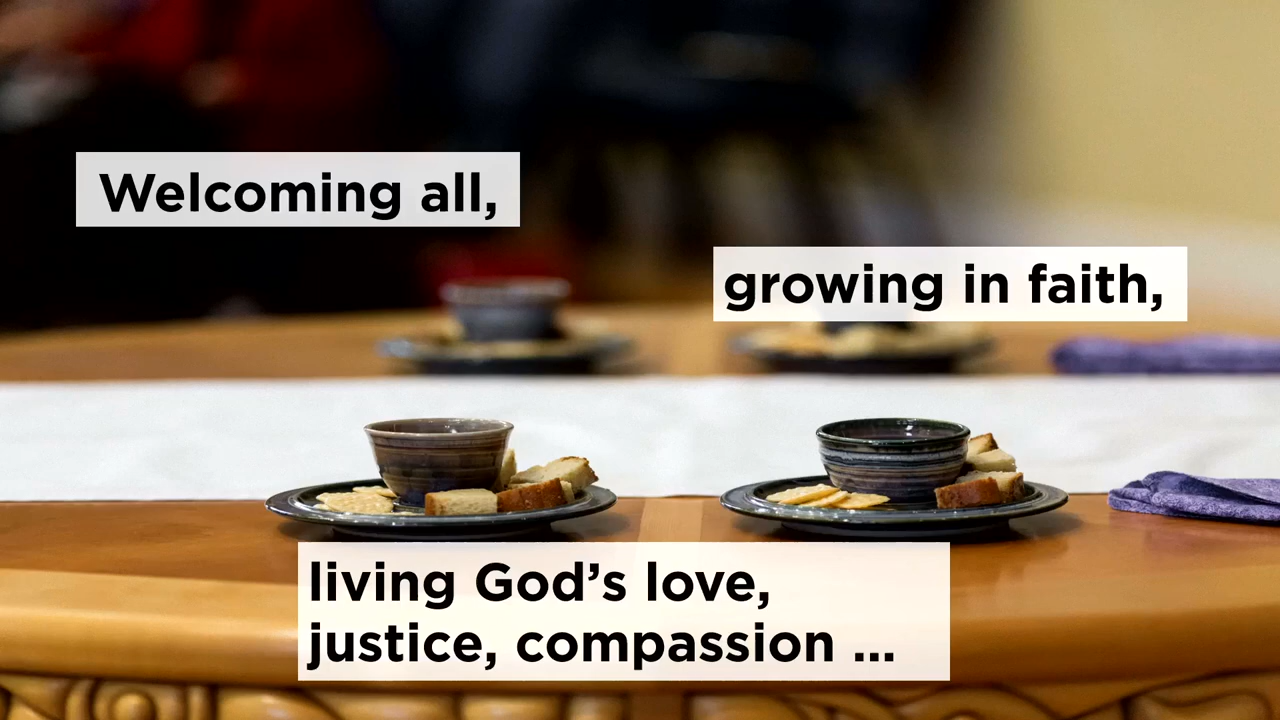 Welcoming all,
growing in faith,
living God’s love,
justice, compassion ...